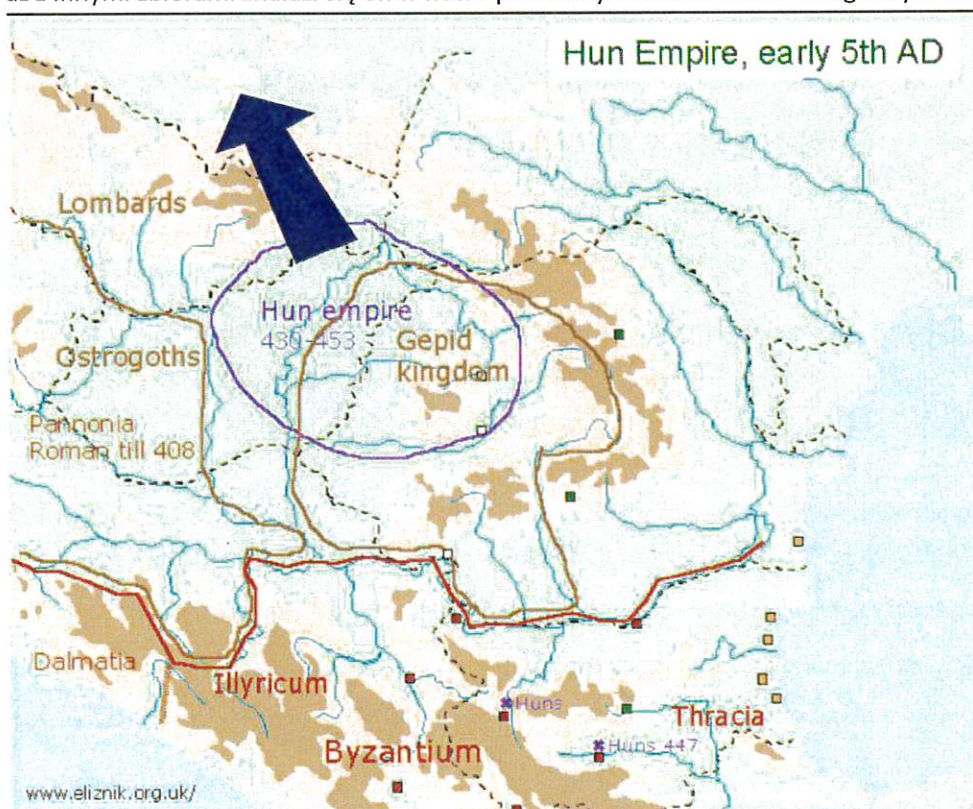 Hun Empire, early 5th AD
Lombards
Hun empire
430-453
Ostrogoths
Gepid
kingdom
Pannonia
Roman till 408
Dalmatia
Illyricum
Huns
Thracia
Byzantium
Huns 447
www.eliznik.org.uk/